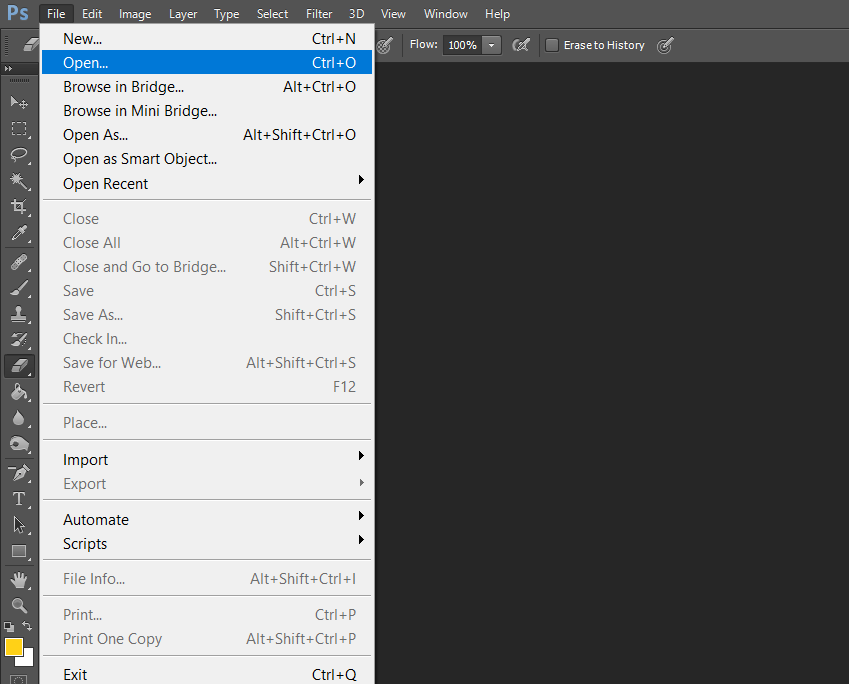 Ps File Edit Image Layer Type Select Filter 3D View Window Help
Flow: 100% Erase to History
New... Ctrl+N
Open... Ctrl+O
Browse in Bridge... Alt+Ctrl+O
Browse in Mini Bridge...
Open As... Alt+Shift+Ctrl+O
Open as Smart Object...
Open Recent
Close Ctrl+W
Close All Alt+Ctrl+W
Close and Go to Bridge... Shift+Ctrl+W
Save Ctrl+S
Save As... Shift+Ctrl+S
Check In...
Save for Web... Alt+Shift+Ctrl+S
Revert F12
Place...
Import
Export
Automate
Scripts
File Info... Alt+Shift+Ctrl+I
Print... Ctrl+P
Print One Copy Alt+Shift+Ctrl+P
Exit Ctrl+Q